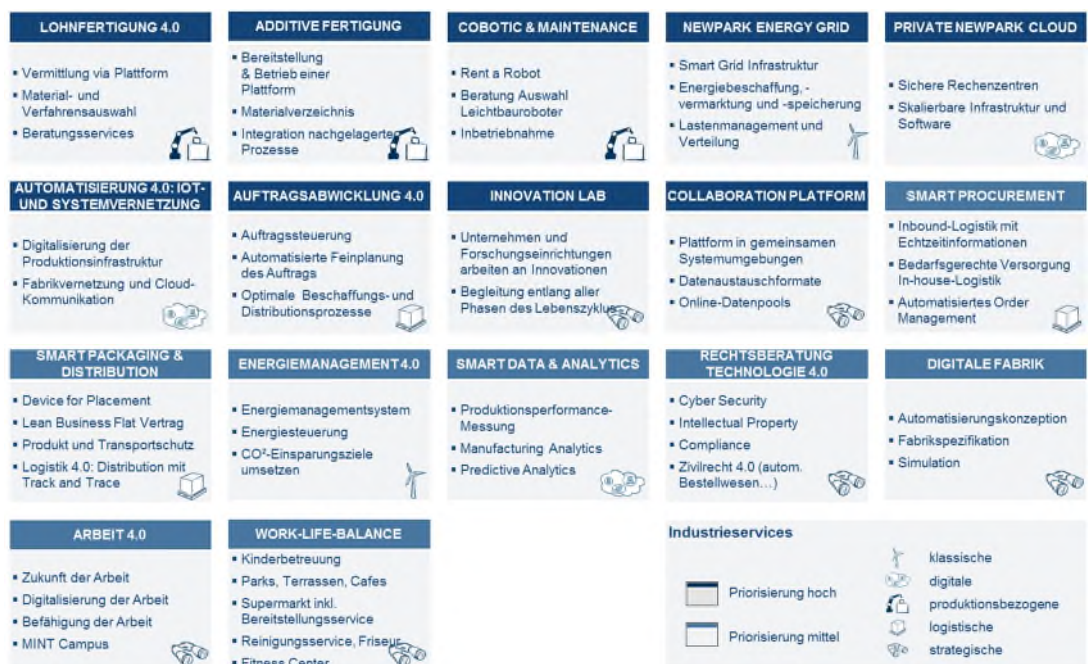 LOHNFERTIGUNG 4.0
▪ Vermittlung via Plattform
▪ Material- und
Verfahrensauswahl
▪ Beratungsservices
ADDITIVE FERTIGUNG
▪ Bereitstellung
& Betrieb einer
Plattform
▪ Materialverzeichnis
▪ Integration nachgelagerter
Prozesse
COBOTIC & MAINTENANCE
▪ Rent a Robot
▪ Beratung Auswahl
Leichtbauroboter
▪ Inbetriebnahme
NEWPARK ENERGY GRID
▪ Smart Grid Infrastruktur
▪ Energiebeschaffung, -
vermarktung und -speicherung
▪ Lastenmanagement und
Verteilung
PRIVATE NEWPARK CLOUD
▪ Sichere Rechenzentren
▪ Skalierbare Infrastruktur und
Software
AUTOMATISIERUNG 4.0: IOT-
UND SYSTEMVERNETZUNG
▪ Digitalisierung der
Produktionsinfrastruktur
▪ Fabrikvernetzung und Cloud-
Kommunikation
AUFTRAGSABWICKLUNG 4.0
▪ Auftragssteuerung
▪ Automatisierte Feinplanung
des Auftrags
▪ Optimale Beschaffungs- und
Distributionsprozesse
INNOVATION LAB
▪ Unternehmen und
Forschungseinrichtungen
arbeiten an Innovationen
▪ Begleitung entlang aller
Phasen des Lebenszyklus
COLLABORATION PLATFORM
▪ Plattform in gemeinsamen
Systemumgebungen
▪ Datenaustauschformate
▪ Online-Datenpools
SMART PROCUREMENT
▪ Inbound-Logistik mit
Echtzeitinformationen
▪ Bedarfsgerechte Versorgung
In-house-Logistik
▪ Automatisiertes Order
Management
SMART PACKAGING &
DISTRIBUTION
▪ Device for Placement
▪ Lean Business Flat Vertrag
▪ Produkt und Transportschutz
▪ Logistik 4.0: Distribution mit
Track and Trace
ENERGIEMANAGEMENT 4.0
▪ Energiemanagementsystem
▪ Energiesteuerung
▪ CO²-Einsparungsziele
umsetzen
SMART DATA & ANALYTICS
▪ Produktionsperformance-
Messung
▪ Manufacturing Analytics
▪ Predictive Analytics
RECHTSBERATUNG
TECHNOLOGIE 4.0
▪ Cyber Security
▪ Intellectual Property
▪ Compliance
▪ Zivilrecht 4.0 (autom.
Bestellwesen…)
DIGITALE FABRIK
▪ Automatisierungskonzeption
▪ Fabrikspezifikation
▪ Simulation
ARBEIT 4.0
▪ Zukunft der Arbeit
▪ Digitalisierung der Arbeit
▪ Befähigung der Arbeit
▪ MINT Campus
WORK-LIFE-BALANCE
▪ Kinderbetreuung
▪ Parks, Terrassen, Cafes
▪ Supermarkt inkl.
Bereitstellungsservice
▪ Reinigungsservice, Friseur
▪ Fitness Center
Industrieservices
Priorisierung hoch
Priorisierung mittel
klassische
digitale
produktionsbezogene
logistische
strategische